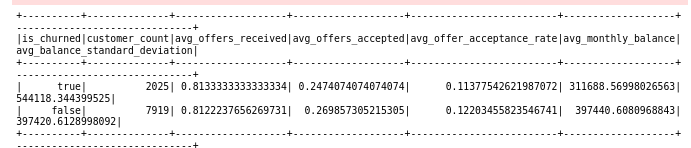 +----------+--------------+-------------------+-------------------+-------------------------+-------------------+
------------------------------+
|is_churned|customer_count|avg_offers_received|avg_offers_accepted|avg_offer_acceptance_rate|avg_monthly_balance|
avg_balance_standard_deviation|
+----------+--------------+-------------------+-------------------+-------------------------+-------------------+
------------------------------+
|      true|          2025| 0.8133333333333334| 0.2474074074074074|      0.11377542621987072| 311688.56998026563|
544118.344399525|
|     false|          7919| 0.8122237656269731|  0.269857305215305|      0.12203455823546741|  397440.6080968843|
397420.6128998092|
+----------+--------------+-------------------+-------------------+-------------------------+-------------------+
------------------------------+